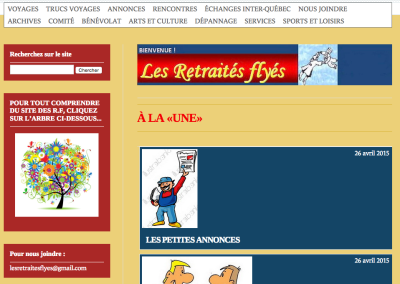 VOYAGES TRUCS VOYAGES ANNONCES RENCONTRES ÉCHANGES INTER-QUÉBEC NOUS JOINDRE
ARCHIVES COMITÉ BÉNÉVOLAT ARTS ET CULTURE DÉPANNAGE SERVICES SPORTS ET LOISIRS
Recherchez sur le site
Chercher
POUR TOUT COMPRENDRE
DU SITE DES R.F, CLIQUEZ
SUR L'ARBRE CI-DESSOUS...
Pour nous joindre :
lesretraitesflyes@gmail.com
BIENVENUE !
Les Retraités flyés
À LA «UNE»
26 avril 2015
LES PETITES ANNONCES
26 avril 2015